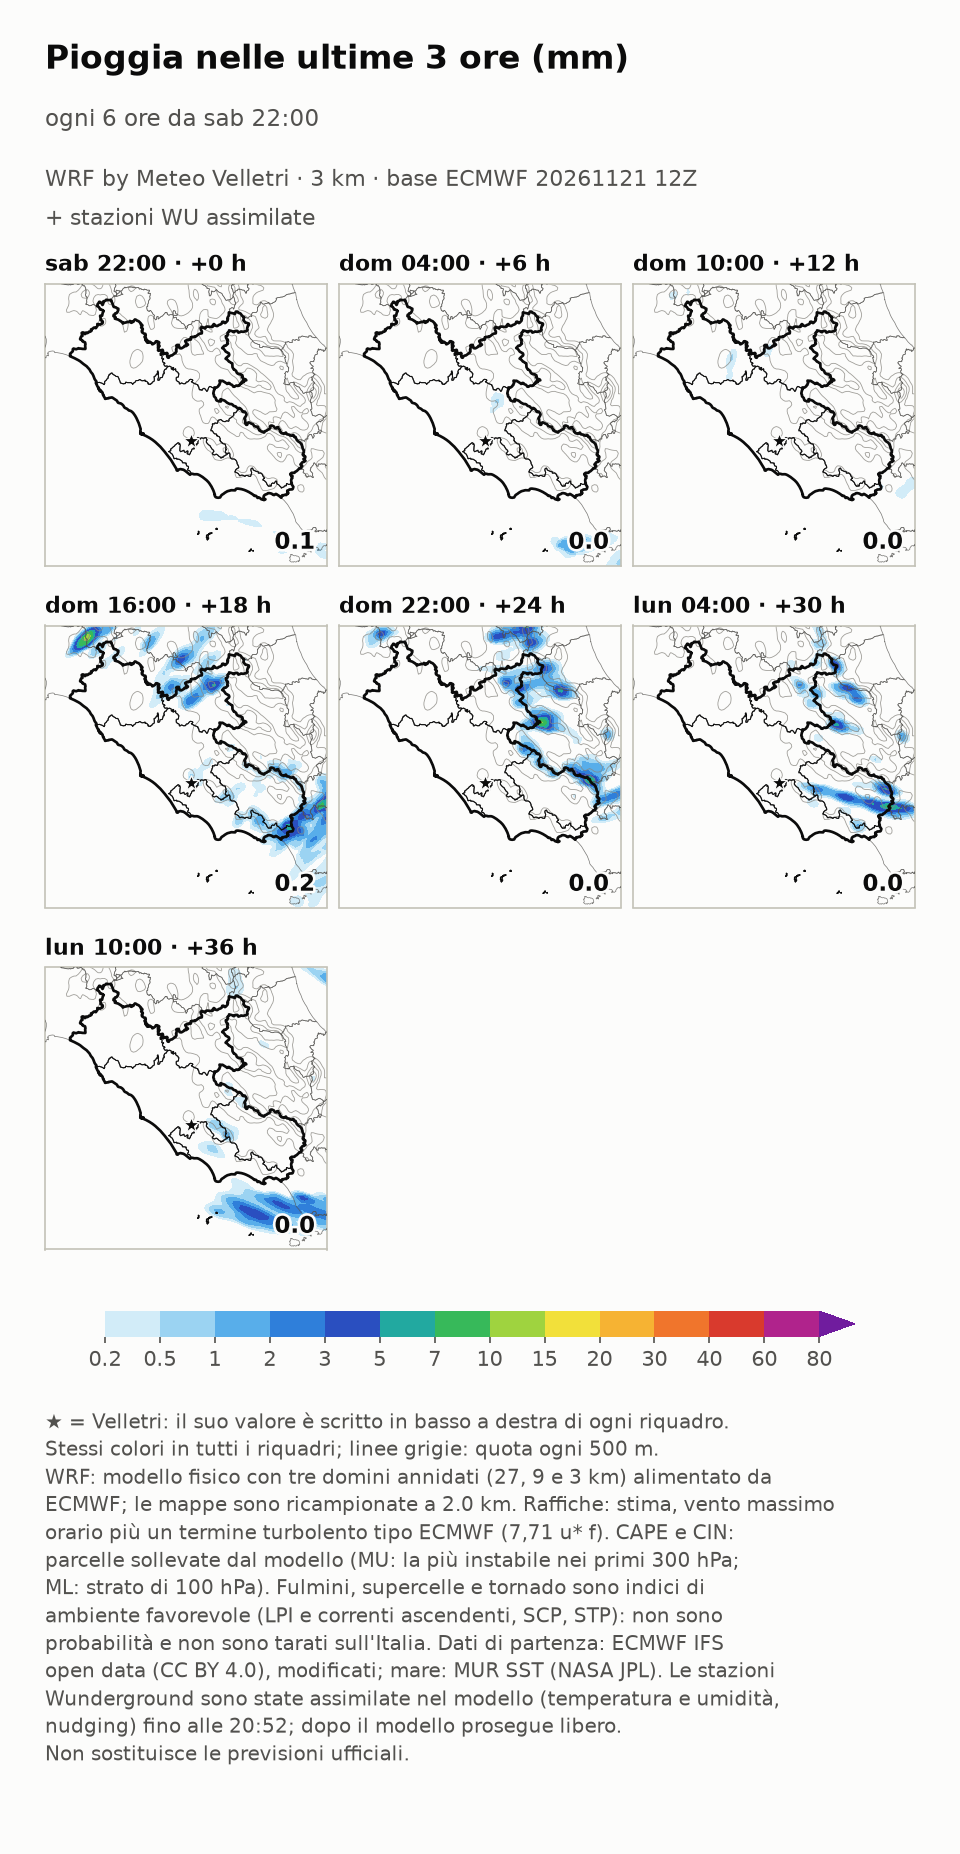 Pioggia nelle ultime 3 ore (mm)
ogni 6 ore da sab 22:00
WRF by Meteo Velletri · 3 km · base ECMWF 20261121 12Z
+ stazioni WU assimilate
sab 22:00 · +0 h
dom 04:00 · +6 h
dom 10:00 · +12 h
0.1
0.0
0.0
dom 16:00 · +18 h
dom 22:00 · +24 h
lun 04:00 · +30 h
0.2
0.0
0.0
lun 10:00 · +36 h
0.0
0.2 0.5 1 2 3 5 7 10 15 20 30 40 60 80
★ = Velletri: il suo valore è scritto in basso a destra di ogni riquadro.
Stessi colori in tutti i riquadri; linee grigie: quota ogni 500 m.
WRF: modello fisico con tre domini annidati (27, 9 e 3 km) alimentato da
ECMWF; le mappe sono ricampionate a 2.0 km. Raffiche: stima, vento massimo
orario più un termine turbolento tipo ECMWF (7,71 u* f). CAPE e CIN:
parcelle sollevate dal modello (MU: la più instabile nei primi 300 hPa;
ML: strato di 100 hPa). Fulmini, supercelle e tornado sono indici di
ambiente favorevole (LPI e correnti ascendenti, SCP, STP): non sono
probabilità e non sono tarati sull'Italia. Dati di partenza: ECMWF IFS
open data (CC BY 4.0), modificati; mare: MUR SST (NASA JPL). Le stazioni
Wunderground sono state assimilate nel modello (temperatura e umidità,
nudging) fino alle 20:52; dopo il modello prosegue libero.
Non sostituisce le previsioni ufficiali.